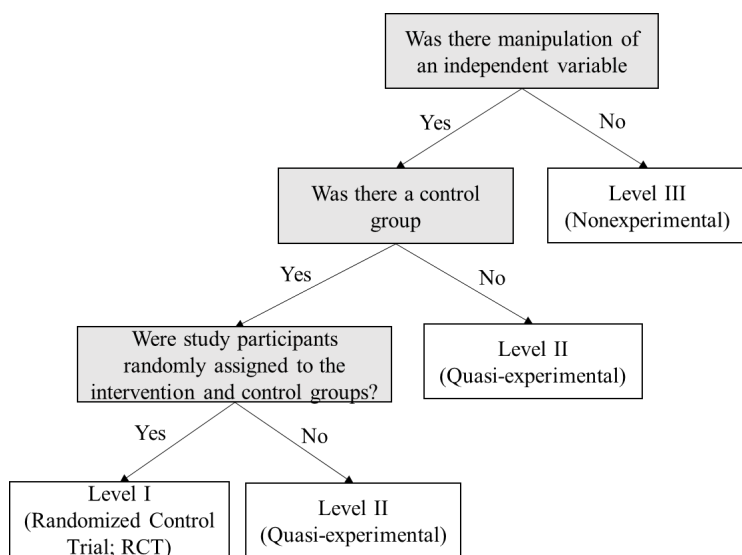 Was there manipulation of
an independent variable
Yes
No
Was there a control
group
Level III
(Nonexperimental)
Yes
No
Were study participants
randomly assigned to the
intervention and control groups?
Level II
(Quasi-experimental)
Yes
No
Level I
(Randomized Control
Trial; RCT)
Level II
(Quasi-experimental)